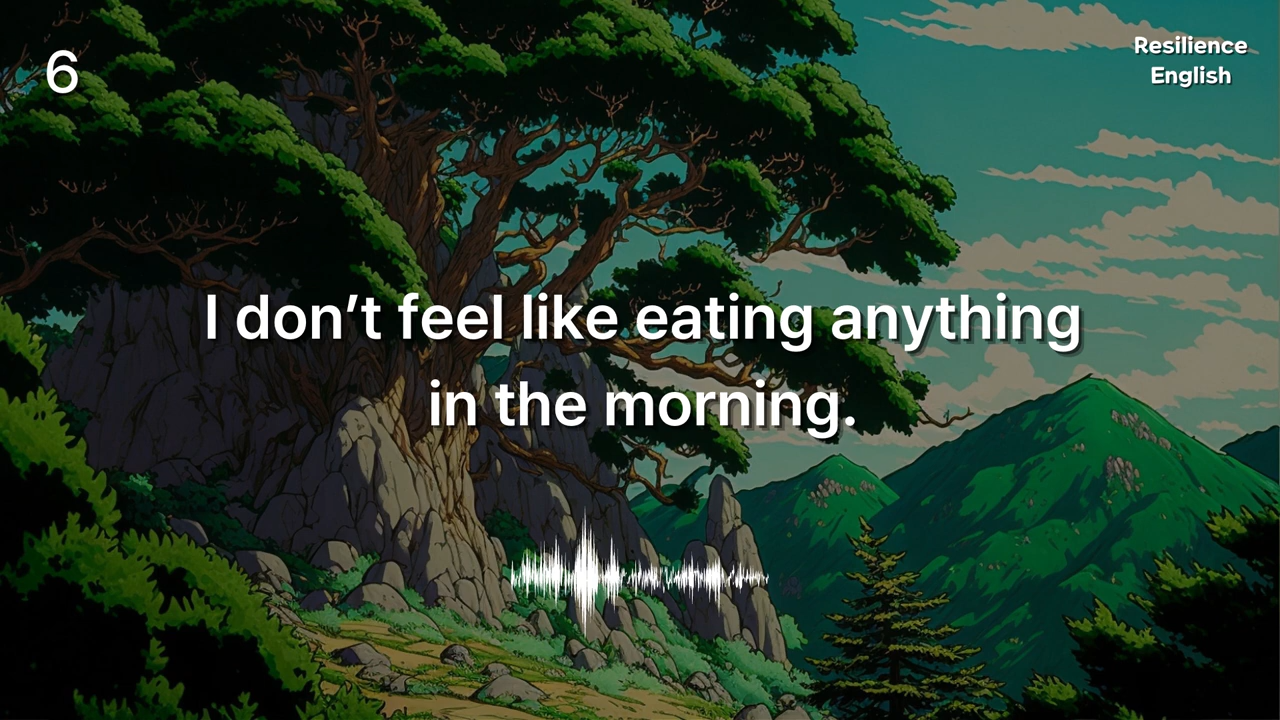 6
Resilience
English
I don’t feel like eating anything
in the morning.